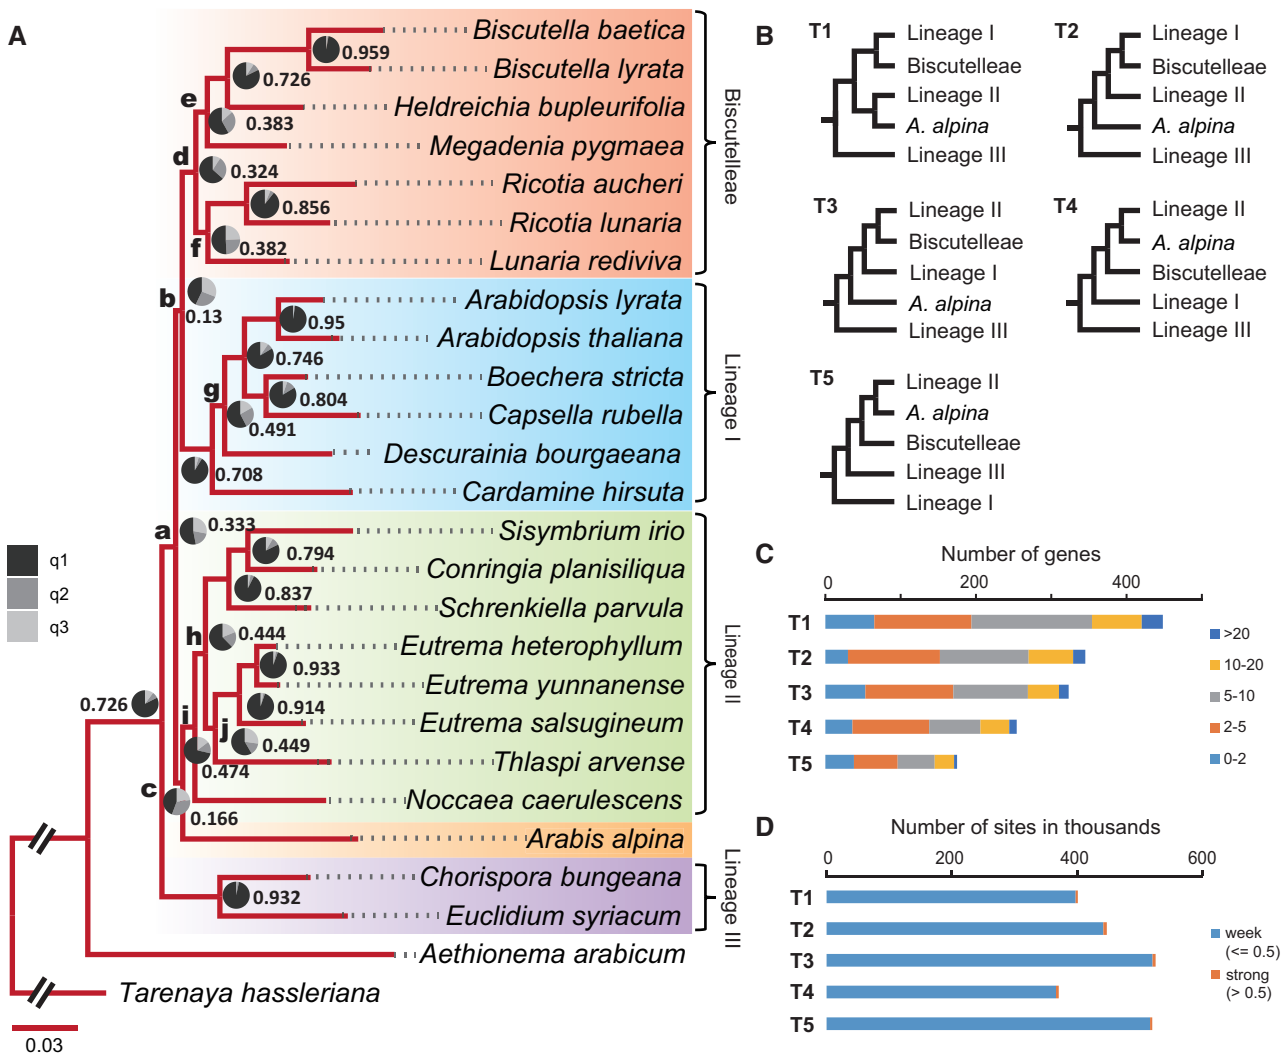 A
Biscutella baetica
0.959
Biscutella lyrata
0.726
Heldreichia bupleurifolia
e
0.383
Megadenia pygmaea
d
0.324
Ricotia aucheri
0.856
Ricotia lunaria
f
0.382
Lunaria rediviva
Biscutelleae
b
0.13
Arabidopsis lyrata
0.95
Arabidopsis thaliana
0.746
Boechera stricta
g
0.804
Capsella rubella
0.491
Descurainia bourgaeana
0.708
Cardamine hirsuta
Lineage I
a
0.333
Sisymbrium irio
0.794
Conringia planisiliqua
0.837
Schrenkiella parvula
h
0.444
Eutrema heterophyllum
0.933
Eutrema yunnanense
0.914
Eutrema salsugineum
i
j
0.449
Thlaspi arvense
0.474
Noccaea caerulescens
Lineage II
c
0.166
Arabis alpina
0.726
Chorispora bungeana
0.932
Euclidium syriacum
Lineage III
Aethionema arabicum
Tarenaya hassleriana
0.03
q1
q2
q3
B
T1
Lineage I
Biscutelleae
Lineage II
A. alpina
Lineage III
T2
Lineage I
Biscutelleae
Lineage II
A. alpina
Lineage III
T3
Lineage II
Biscutelleae
Lineage I
A. alpina
Lineage III
T4
Lineage II
A. alpina
Biscutelleae
Lineage I
Lineage III
T5
Lineage II
A. alpina
Biscutelleae
Lineage III
Lineage I
C
Number of genes
0 200 400
T1
T2
T3
T4
T5
>20
10-20
5-10
2-5
0-2
D
Number of sites in thousands
0 200 400 600
T1
T2
T3
T4
T5
week
(<= 0.5)
strong
(> 0.5)